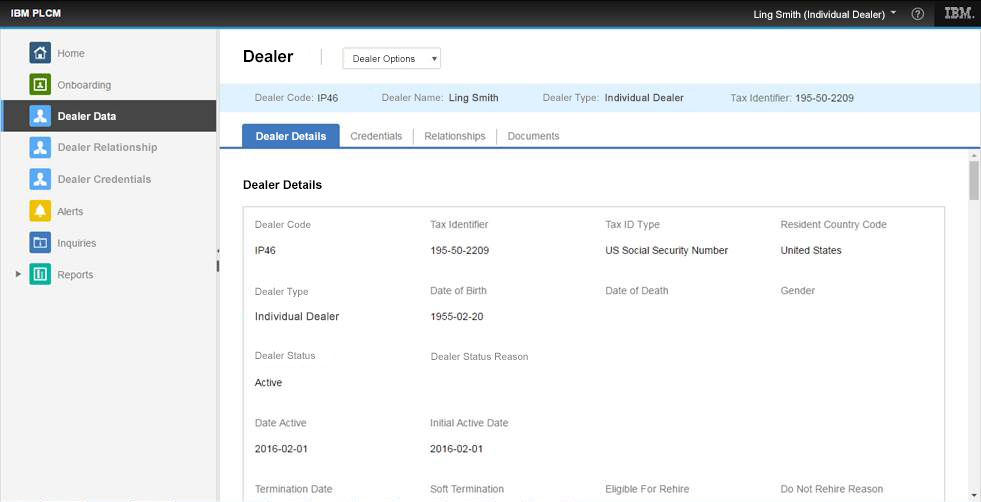 IBM PLCM
Ling Smith (Individual Dealer)
?
IBM.
Home
Onboarding
Dealer Data
Dealer Relationship
Dealer Credentials
Alerts
Inquiries
Reports
Dealer
Dealer Options
Dealer Code: IP46 Dealer Name: Ling Smith Dealer Type: Individual Dealer Tax Identifier: 195-50-2209
Dealer Details Credentials Relationships Documents
Dealer Details
Dealer Code Tax Identifier Tax ID Type Resident Country Code
IP46 195-50-2209 US Social Security Number United States
Dealer Type Date of Birth Date of Death Gender
Individual Dealer 1955-02-20
Dealer Status Dealer Status Reason
Active
Date Active Initial Active Date
2016-02-01 2016-02-01
Termination Date Soft Termination Eligible For Rehire Do Not Rehire Reason